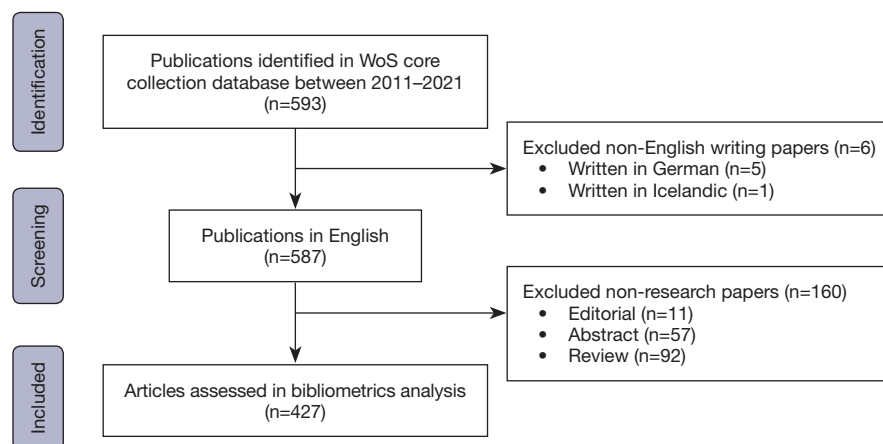 Identification
Publications identified in WoS core
collection database between 2011–2021
(n=593)
Excluded non-English writing papers (n=6)
• Written in German (n=5)
• Written in Icelandic (n=1)
Screening
Publications in English
(n=587)
Excluded non-research papers (n=160)
• Editorial (n=11)
• Abstract (n=57)
• Review (n=92)
Included
Articles assessed in bibliometrics analysis
(n=427)